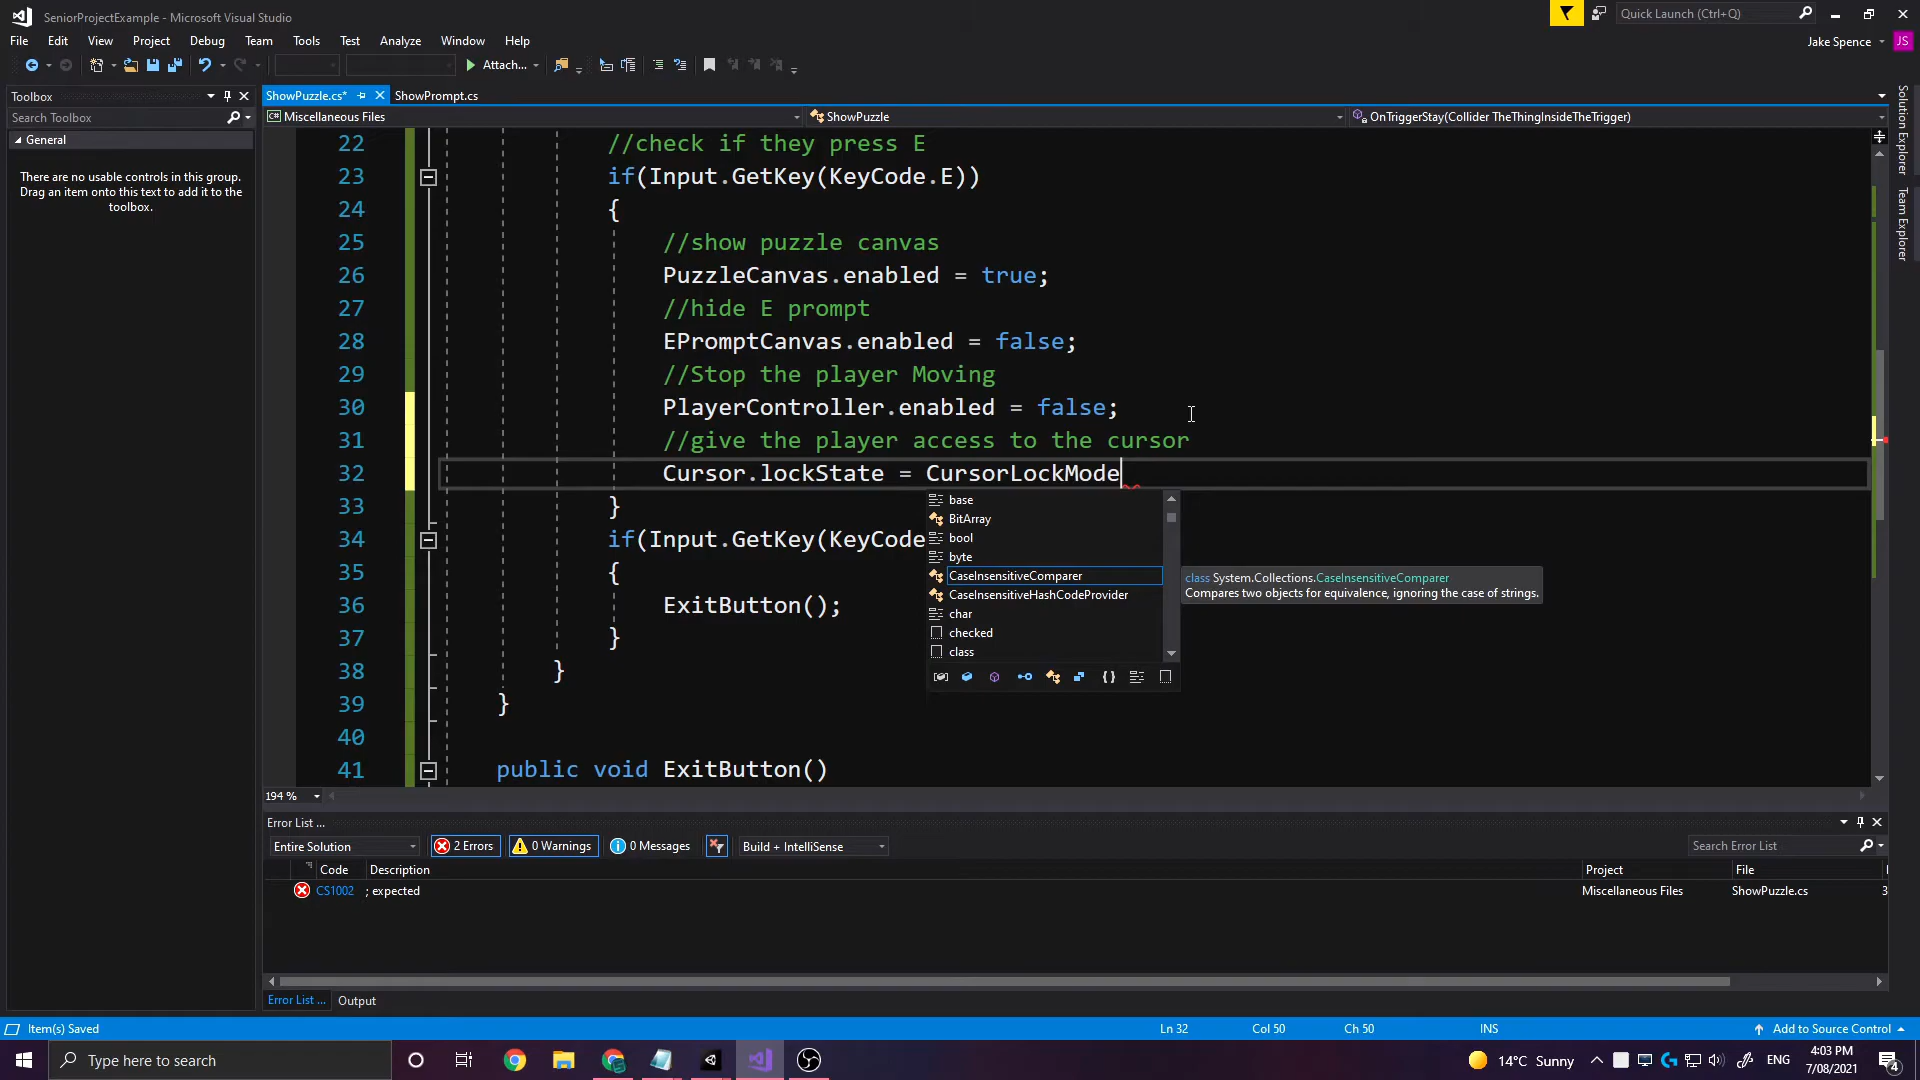 SeniorProjectExample - Microsoft Visual Studio
Quick Launch (Ctrl+Q)
File Edit View Project Debug Team Tools Test Analyze Window Help
Jake Spence JS
Attach...
Toolbox
ShowPuzzle.cs* ShowPrompt.cs
Search Toolbox
Miscellaneous Files ShowPuzzle OnTriggerStay(Collider TheThingInsideTheTrigger)
General
There are no usable controls in this group.
Drag an item onto this text to add it to the
toolbox.
Solution Explorer
Team Explorer
22 //check if they press E
23 if(Input.GetKey(KeyCode.E))
24 {
25 //show puzzle canvas
26 PuzzleCanvas.enabled = true;
27 //hide E prompt
28 EPromptCanvas.enabled = false;
29 //Stop the player Moving
30 PlayerController.enabled = false;
31 //give the player access to the cursor
32 Cursor.lockState = CursorLockMode
33 }
34 if(Input.GetKey(KeyCode
35 {
36 ExitButton();
37 }
38 }
39 }
40
41 public void ExitButton()
base
BitArray
bool
byte
CaseInsensitiveComparer
CaseInsensitiveHashCodeProvider
char
checked
class
class System.Collections.CaseInsensitiveComparer
Compares two objects for equivalence, ignoring the case of strings.
194 %
Error List ...
Entire Solution 2 Errors 0 Warnings 0 Messages Build + IntelliSense Search Error List
Code Description Project File
CS1002 ; expected Miscellaneous Files ShowPuzzle.cs 3
Error List ... Output
Item(s) Saved Ln 32 Col 50 Ch 50 INS Add to Source Control
Type here to search
14°C Sunny ENG 4:03 PM
7/08/2021
4